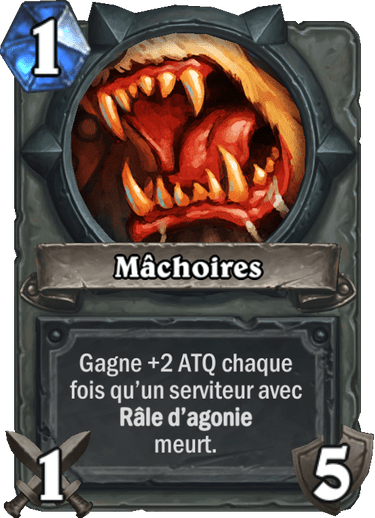 1
Mâchoires
Gagne +2 ATQ chaque
fois qu'un serviteur avec
Râle d'agonie
meurt.
1
5